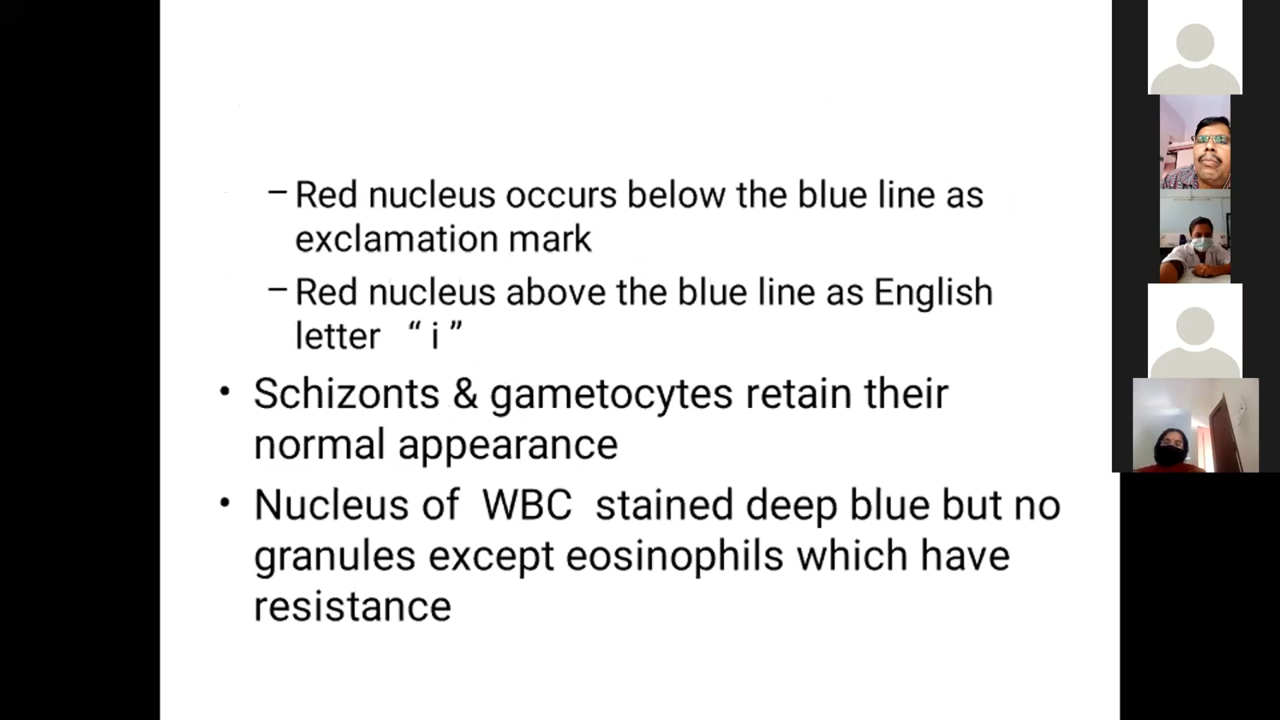 – Red nucleus occurs below the blue line as
exclamation mark
– Red nucleus above the blue line as English
letter “ i ”
• Schizonts & gametocytes retain their
normal appearance
• Nucleus of WBC stained deep blue but no
granules except eosinophils which have
resistance